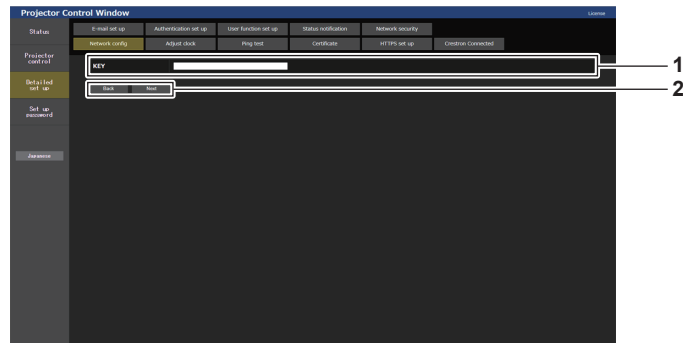 Projector Control Window
License
Status
E-mail set up
Authentication set up
User function set up
Status notification
Network security
Network config
Adjust clock
Ping test
Certificate
HTTPS set up
Crestron Connected
Projector
control
KEY
1
Detailed
set up
Back
Next
2
Set up
password
Japanese